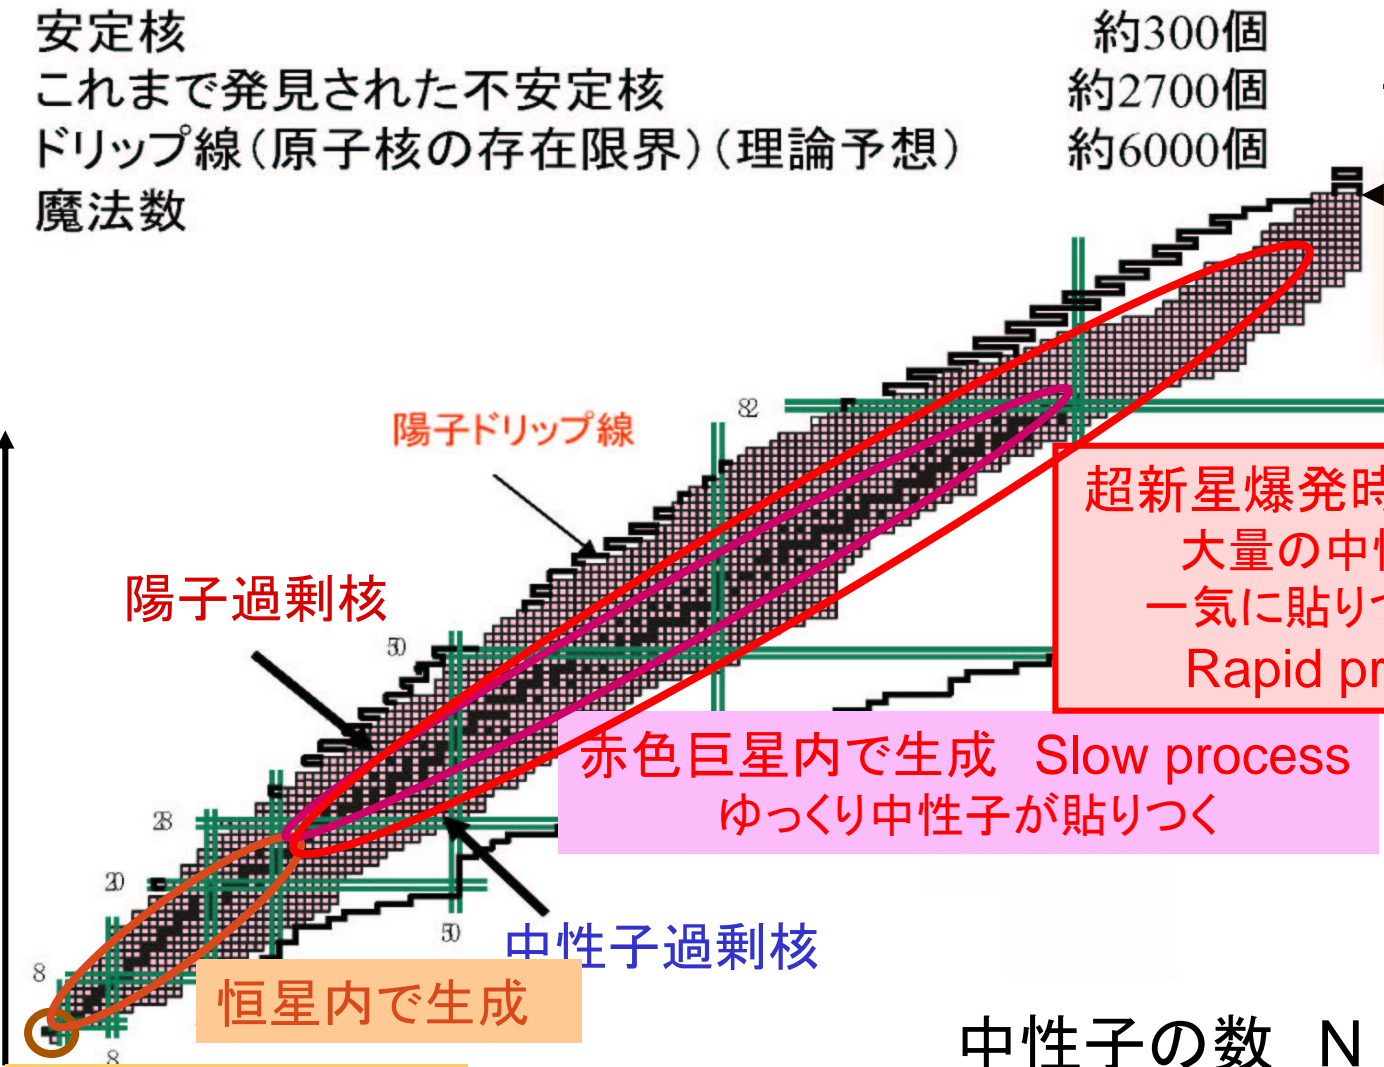 安定核 約300個
これまで発見された不安定核 約2700個
ドリップ線(原子核の存在限界)(理論予想) 約6000個
魔法数
82
陽子ドリップ線
超新星爆発時
大量の中性
一気に貼りつ
Rapid pr
陽子過剰核
50
赤色巨星内で生成 Slow process
ゆっくり中性子が貼りつく
28
20
50
中性子過剰核
8
恒星内で生成
8
中性子の数 N